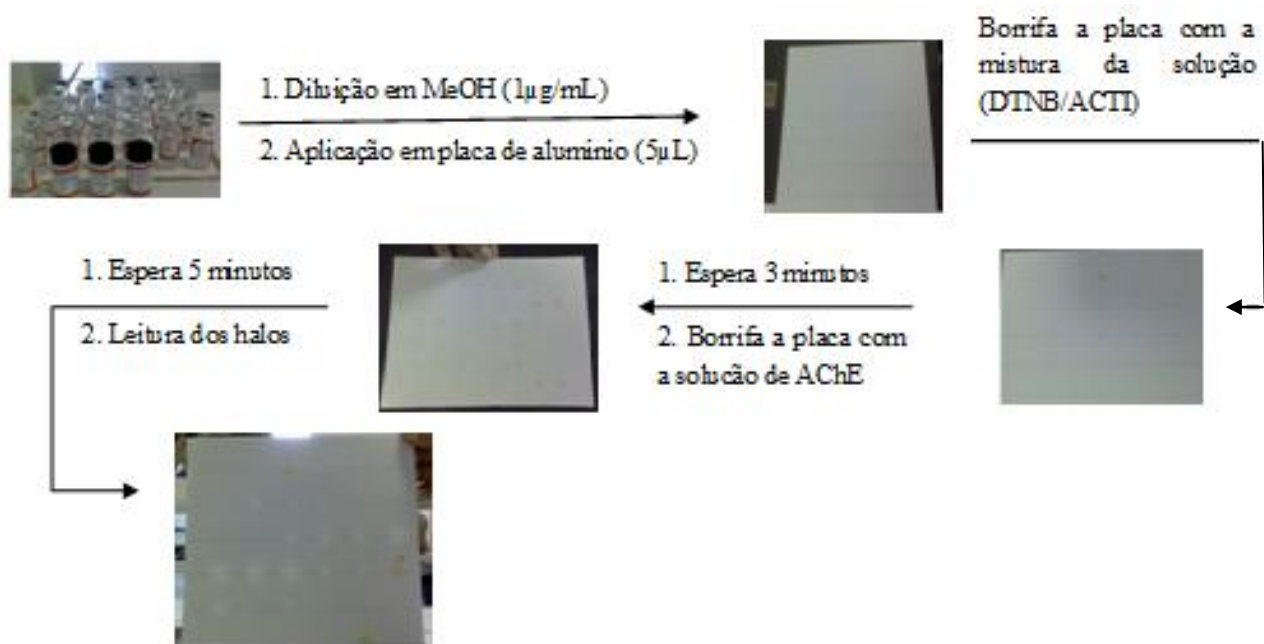 1. Diluição em MeOH (1µg/mL)
2. Aplicação em placa de aluminio (5µL)
Borrifa a placa com a
mistura da solução
(DTNB/ACTI)
1. Espera 3 minutos
2. Borrifa a placa com
a solução de AChE
1. Espera 5 minutos
2. Leitura dos halos